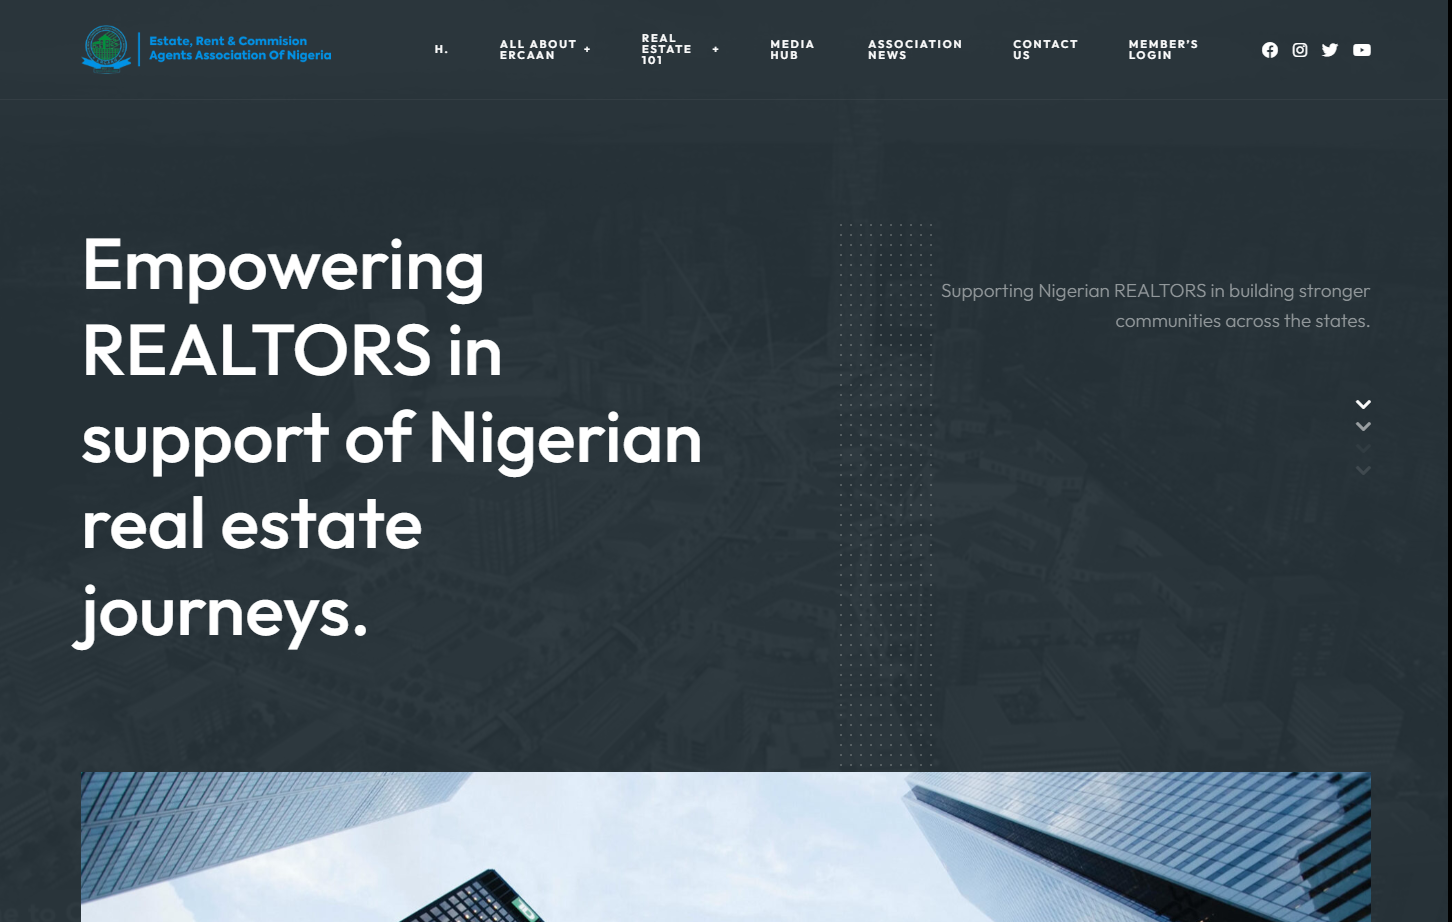 Estate, Rent & Commision
Agents Association Of Nigeria
H.
ALL ABOUT
ERCAAN +
REAL
ESTATE
101 +
MEDIA
HUB
ASSOCIATION
NEWS
CONTACT
US
MEMBER'S
LOGIN
Empowering
REALTORS in
support of Nigerian
real estate
journeys.
Supporting Nigerian REALTORS in building stronger
communities across the states.